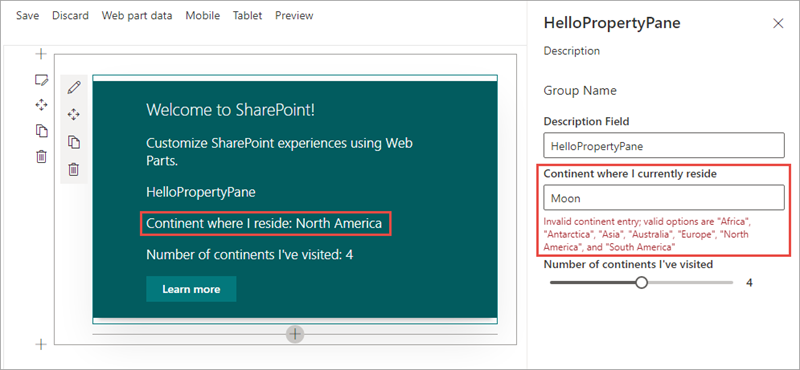 Save Discard Web part data Mobile Tablet Preview
Welcome to SharePoint!
Customize SharePoint experiences using Web
Parts.
HelloPropertyPane
Continent where I reside: North America
Number of continents I've visited: 4
Learn more
HelloPropertyPane
Description
Group Name
Description Field
HelloPropertyPane
Continent where I currently reside
Moon
Invalid continent entry; valid options are "Africa",
"Antarctica", "Asia", "Australia", "Europe", "North
America", and "South America"
Number of continents I've visited
4